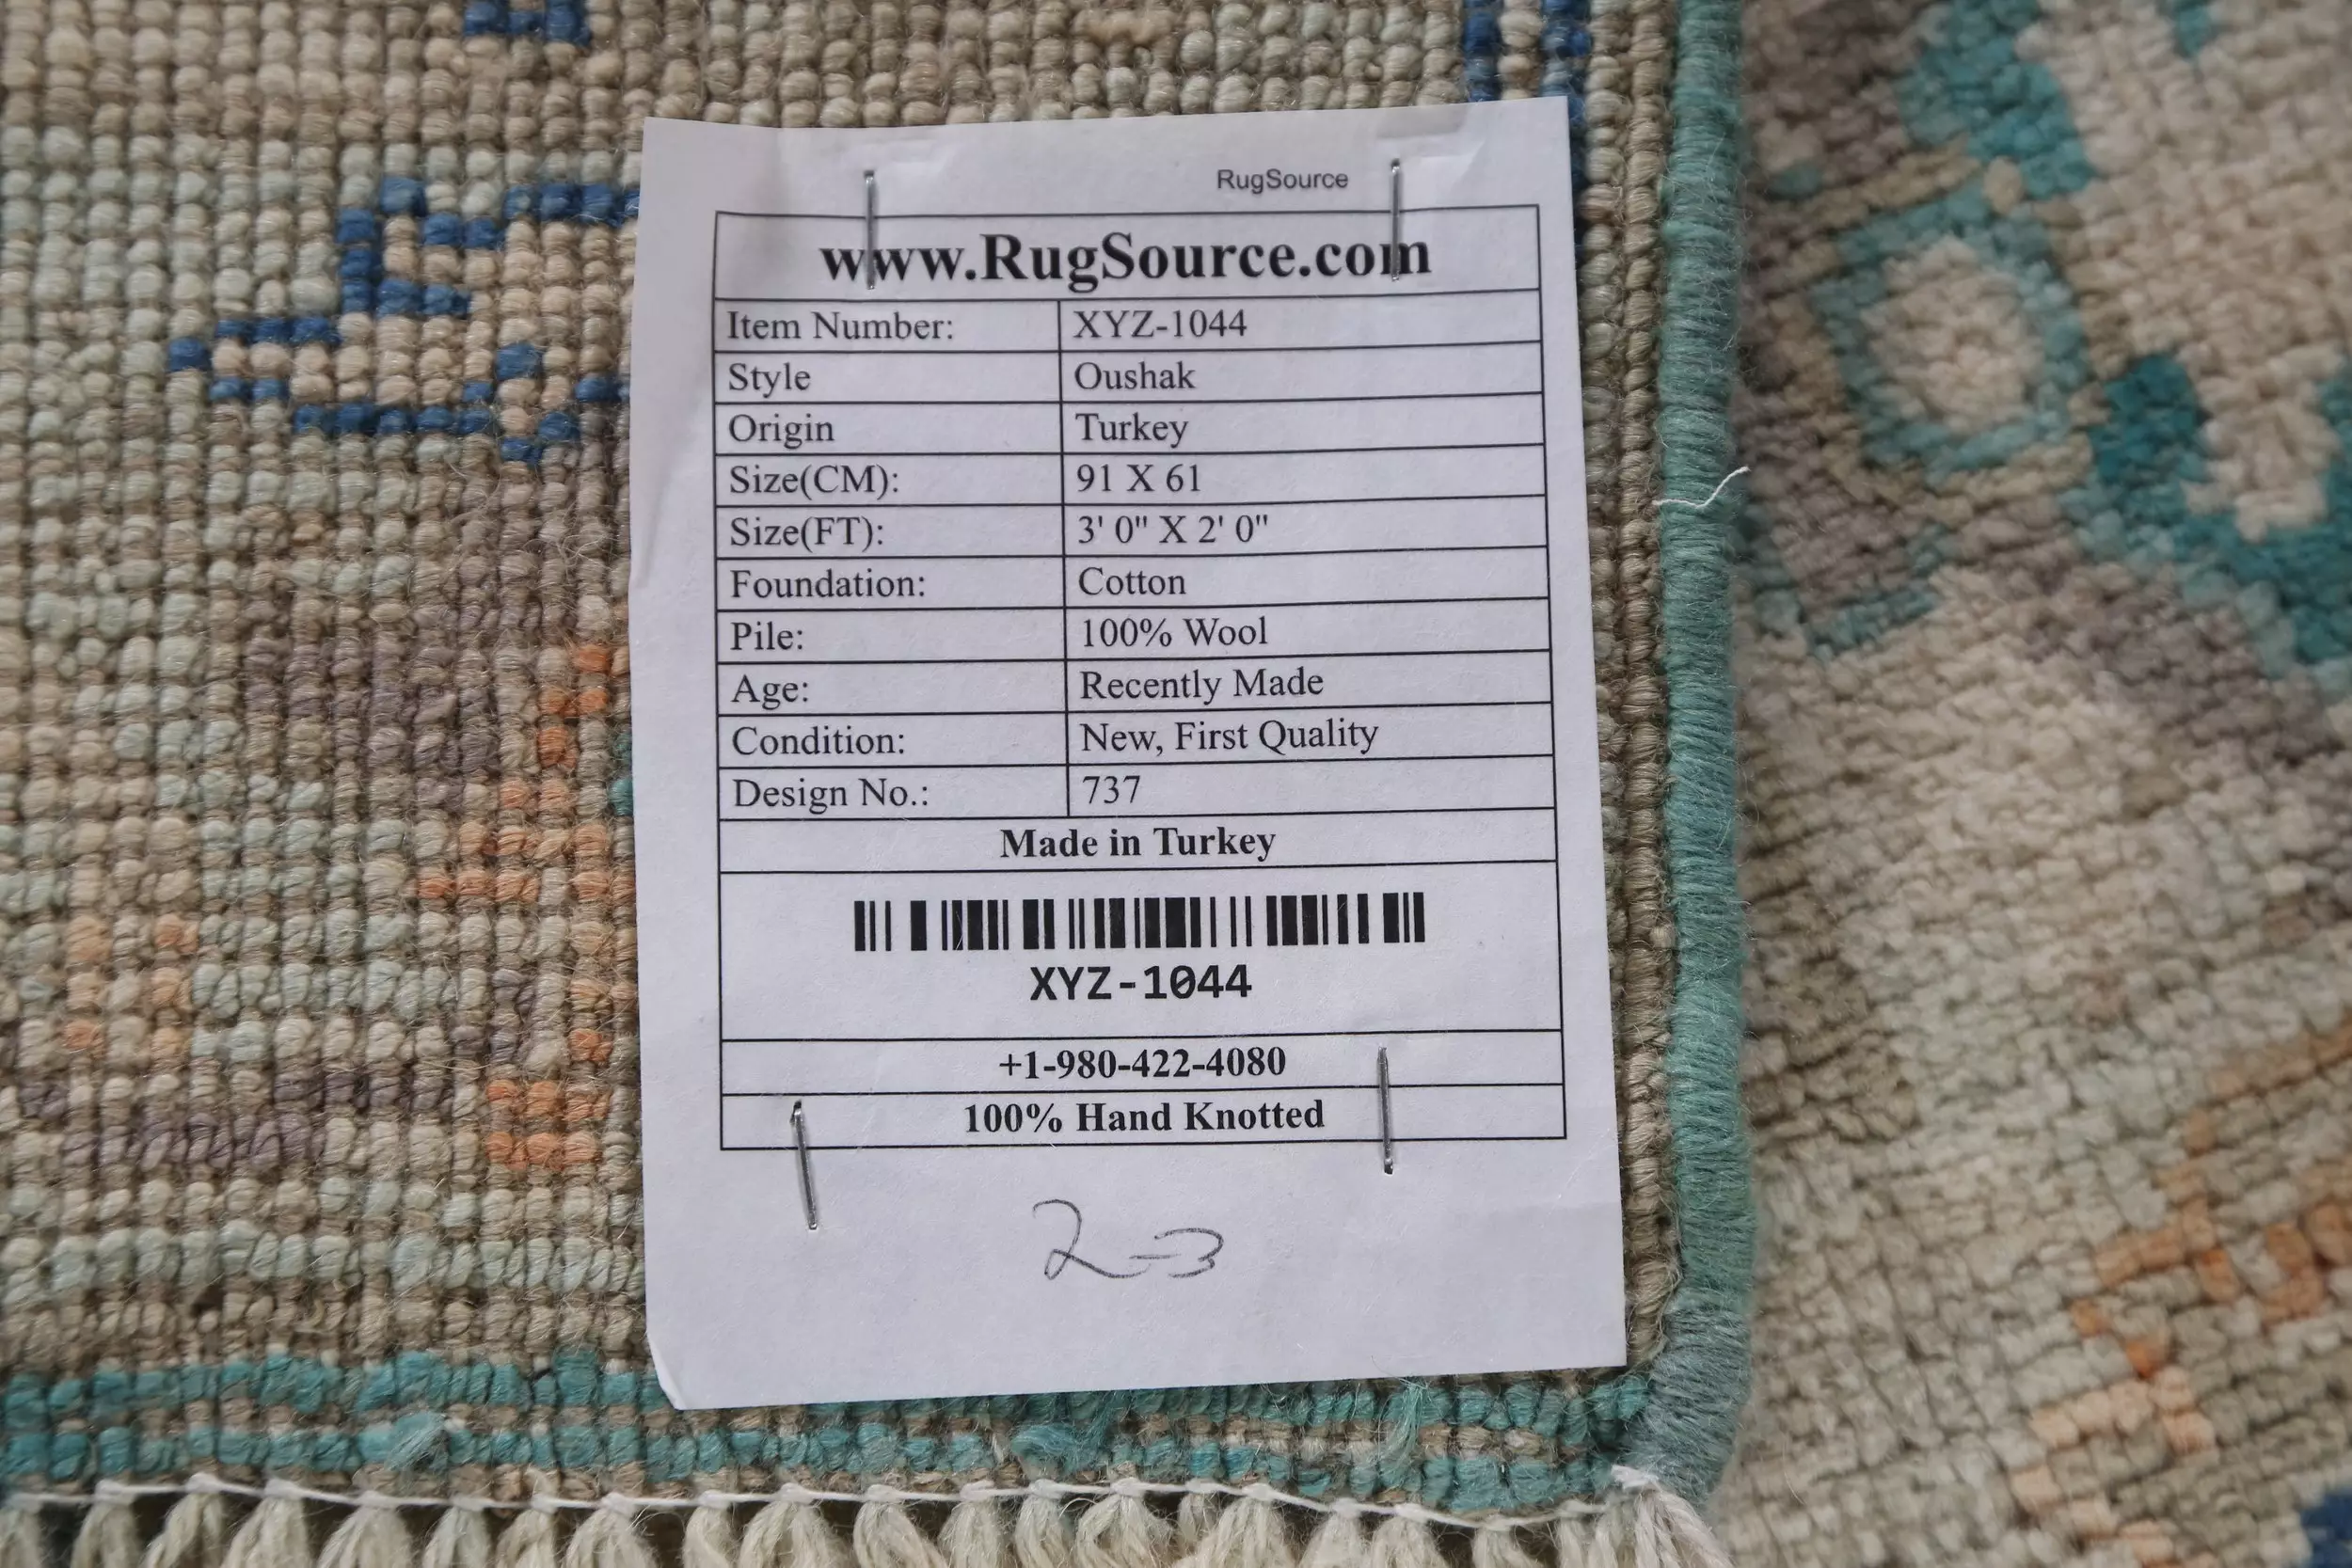 RugSource
www.RugSource.com
Item Number: XYZ-1044
Style Oushak
Origin Turkey
Size(CM): 91 X 61
Size(FT): 3' 0" X 2' 0"
Foundation: Cotton
Pile: 100% Wool
Age: Recently Made
Condition: New, First Quality
Design No.: 737
Made in Turkey
XYZ-1044
+1-980-422-4080
100% Hand Knotted
2-3